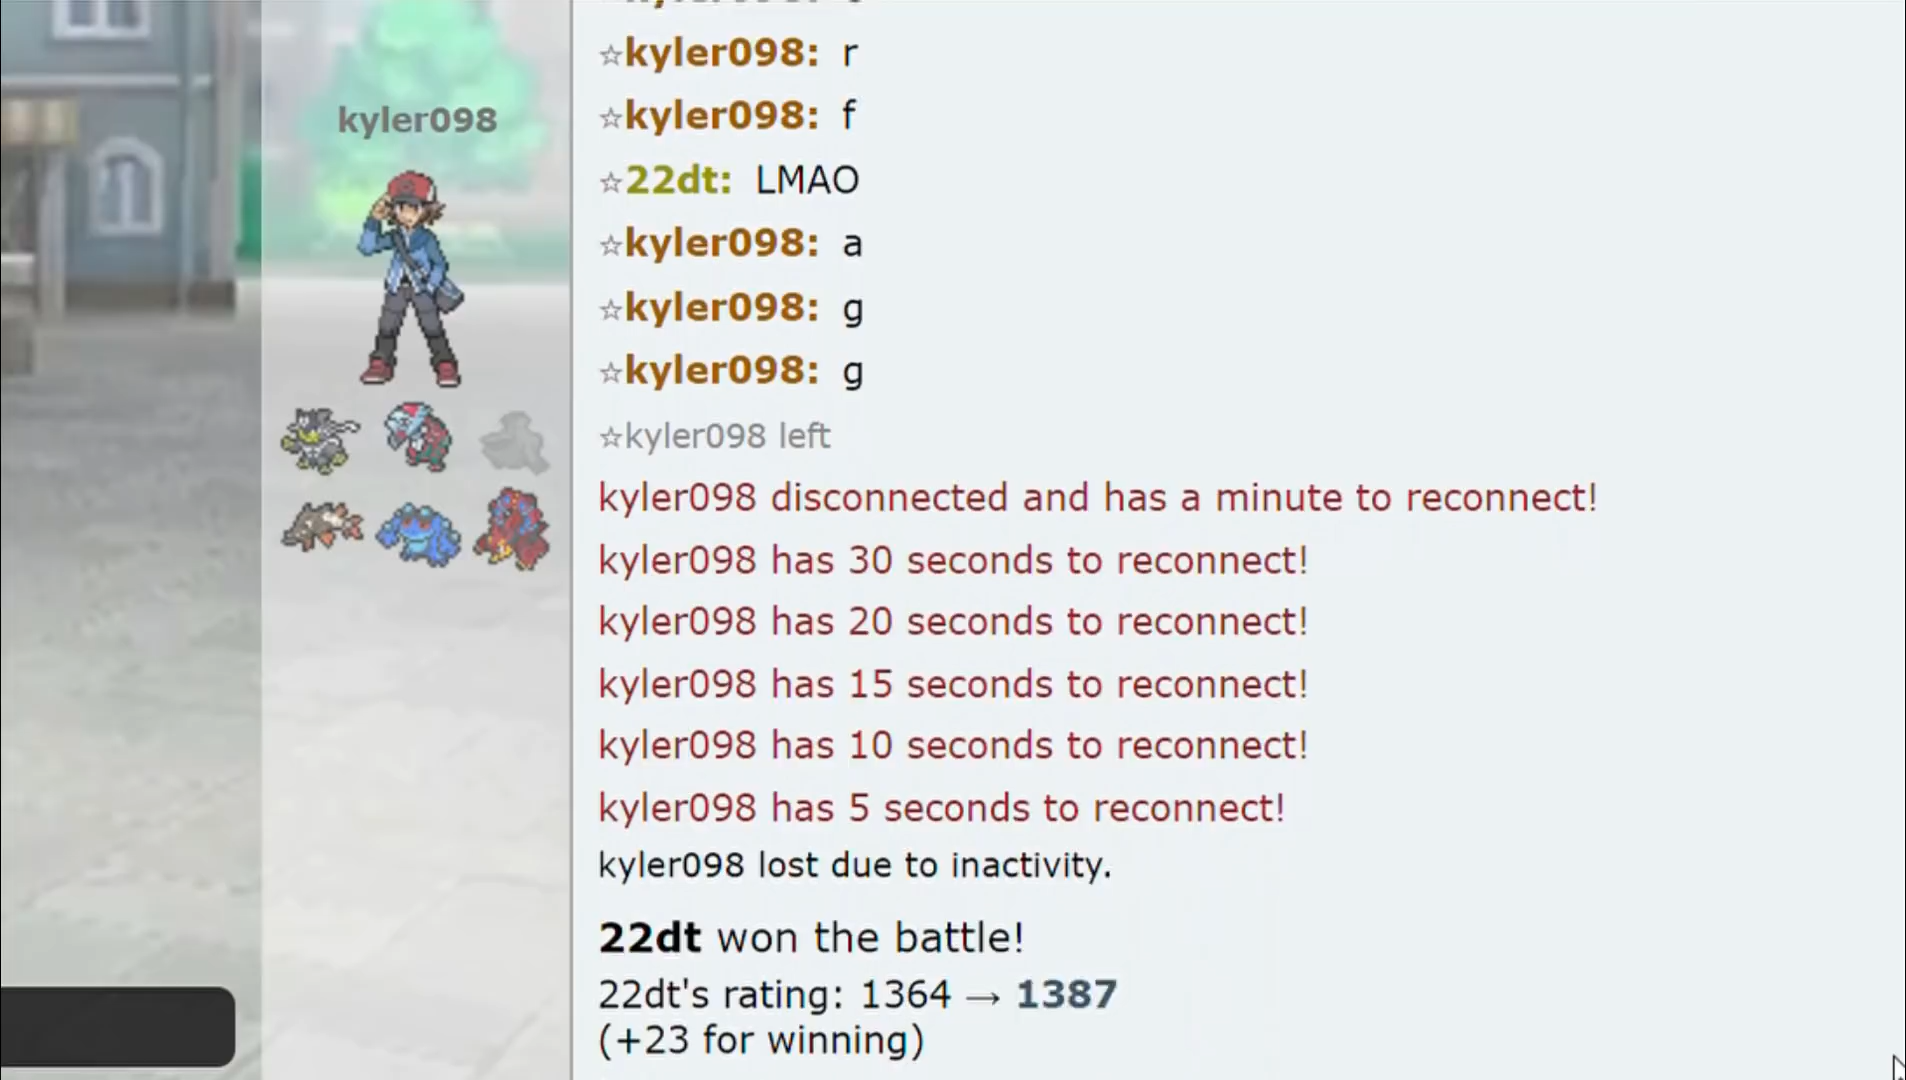 kyler098
☆kyler098: r
☆kyler098: f
☆22dt: LMAO
☆kyler098: a
☆kyler098: g
☆kyler098: g
☆kyler098 left
kyler098 disconnected and has a minute to reconnect!
kyler098 has 30 seconds to reconnect!
kyler098 has 20 seconds to reconnect!
kyler098 has 15 seconds to reconnect!
kyler098 has 10 seconds to reconnect!
kyler098 has 5 seconds to reconnect!
kyler098 lost due to inactivity.
22dt won the battle!
22dt's rating: 1364 → 1387
(+23 for winning)